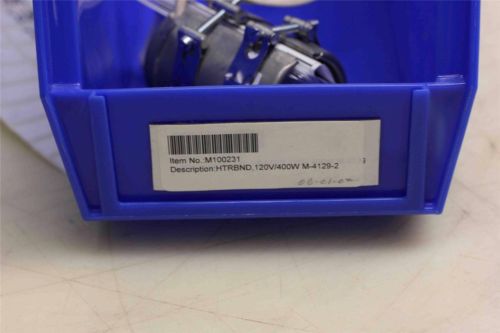 Item No.:M100231
Description:HTRBND,120V/400W M-4129-2